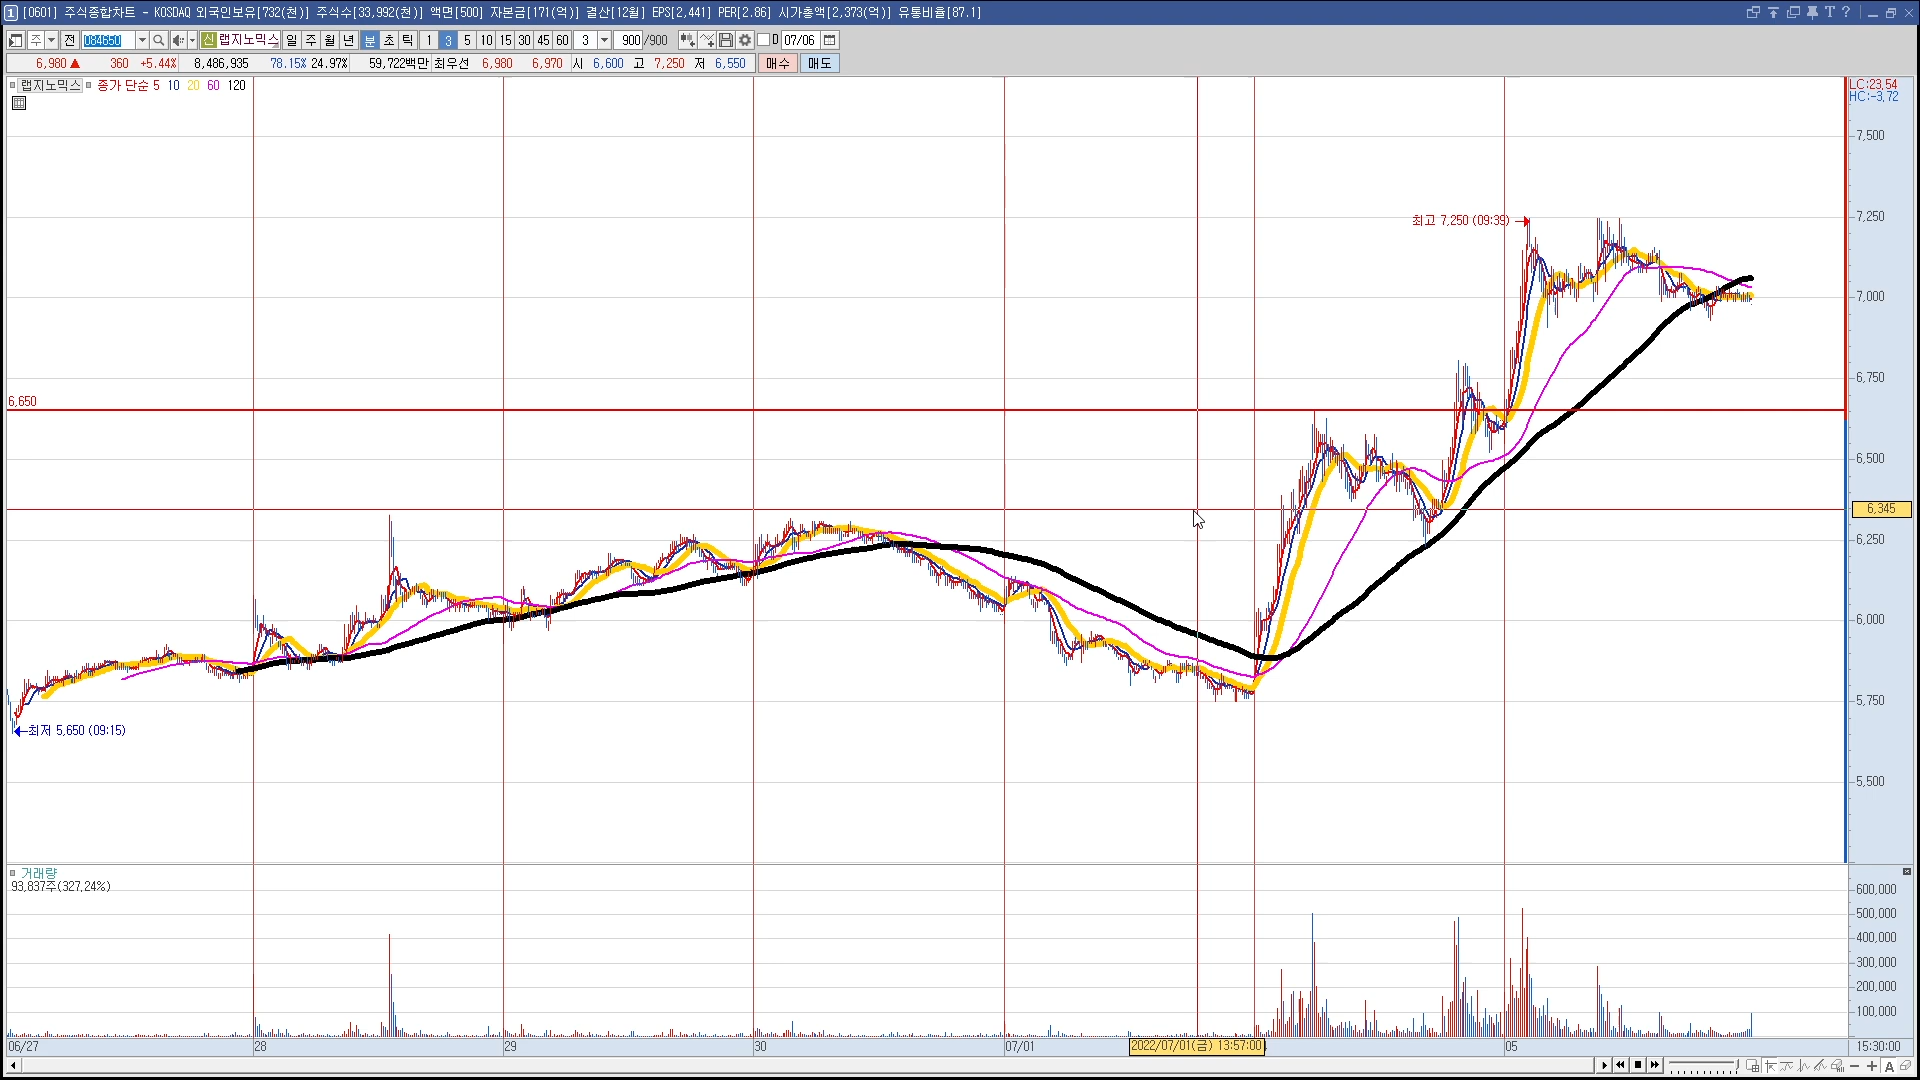 1 [0601] 주식종합차트 - KOSDAQ 외국인보유[732(천)] 주식수[33,992(천)] 액면[500] 자본금[171(억)] 결산[12월] EPS[2,441] PER[2.86] 시가총액[2,373(억)] 유통비율[87.1]
주 전 084650 신 랩지노믹스 일 주 월 년 분 초 틱 1 3 5 10 15 30 45 60 3 900 /900 D 07/06
6,980 ▲ 360 +5.44% 8,486,935 78.15% 24.97% 59,722백만 최우선 6,980 6,970 시 6,600 고 7,250 저 6,550 매수 매도
랩지노믹스 종가 단순 5 10 20 60 120
LC:23.54
HC:-3.72
7,500
최고 7,250 (09:39)
7,250
7,000
6,750
6,650
6,500
6,345
6,250
6,000
5,750
최저 5,650 (09:15)
5,500
거래량
93,837주(327.24%)
600,000
500,000
400,000
300,000
200,000
100,000
06/27 28 29 30 07/01 2022/07/01(금) 13:57:00 05 15:30:00
A